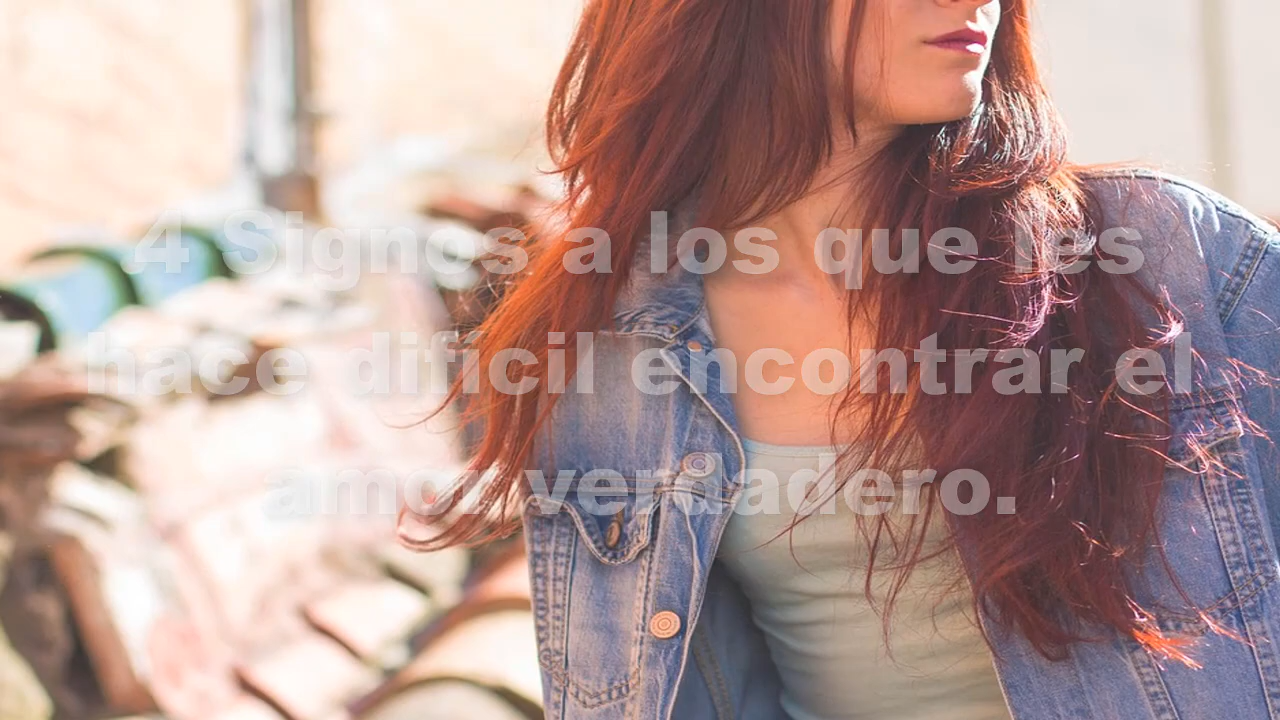 4 Signos a los que les
hace difícil encontrar el
amor verdadero.